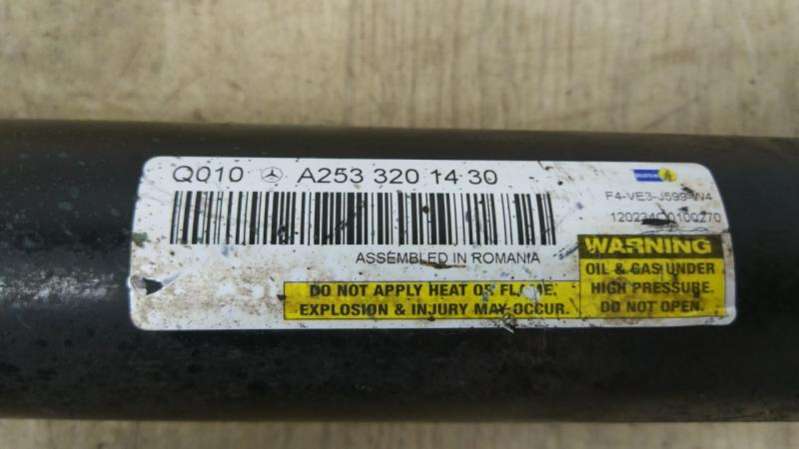 Q010 A253 320 14 30
F4-VE3-J599-W4
ASSEMBLED IN ROMANIA
WARNING
OIL & GAS UNDER
HIGH PRESSURE.
DO NOT OPEN.
DO NOT APPLY HEAT OR FLAME.
EXPLOSION & INJURY MAY OCCUR.